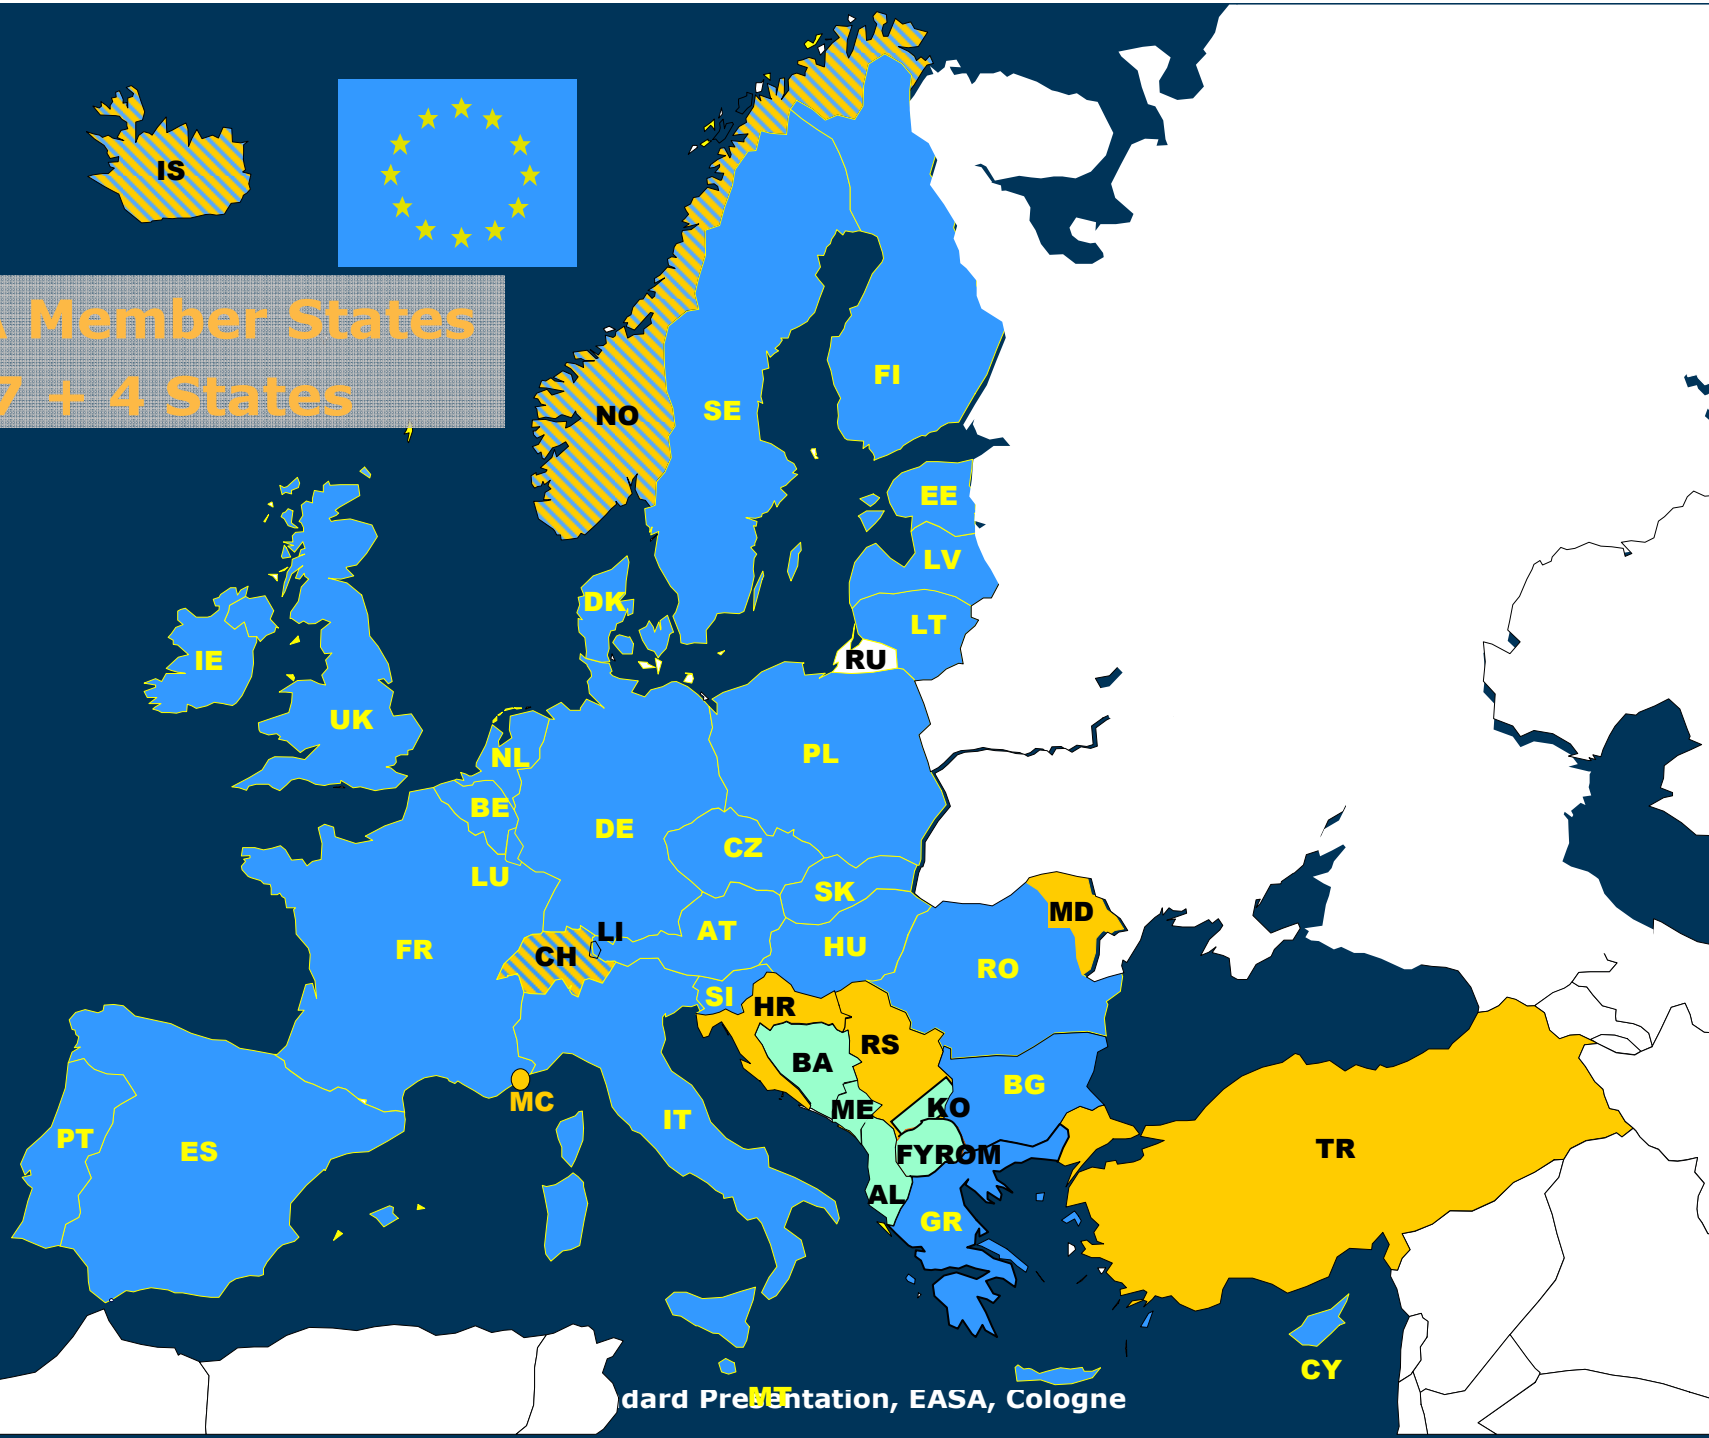 IS
Member States
7 + 4 States
FI
SE
NO
EE
LV
DK
LT
RU
IE
UK
PL
NL
BE
DE
CZ
LU
SK
MD
LI
AT
HU
FR
CH
RO
SI
HR
RS
BA
BG
MC
ME
KO
IT
PT
ES
TR
FYROM
AL
GR
CY
MT
dard Presentation, EASA, Cologne